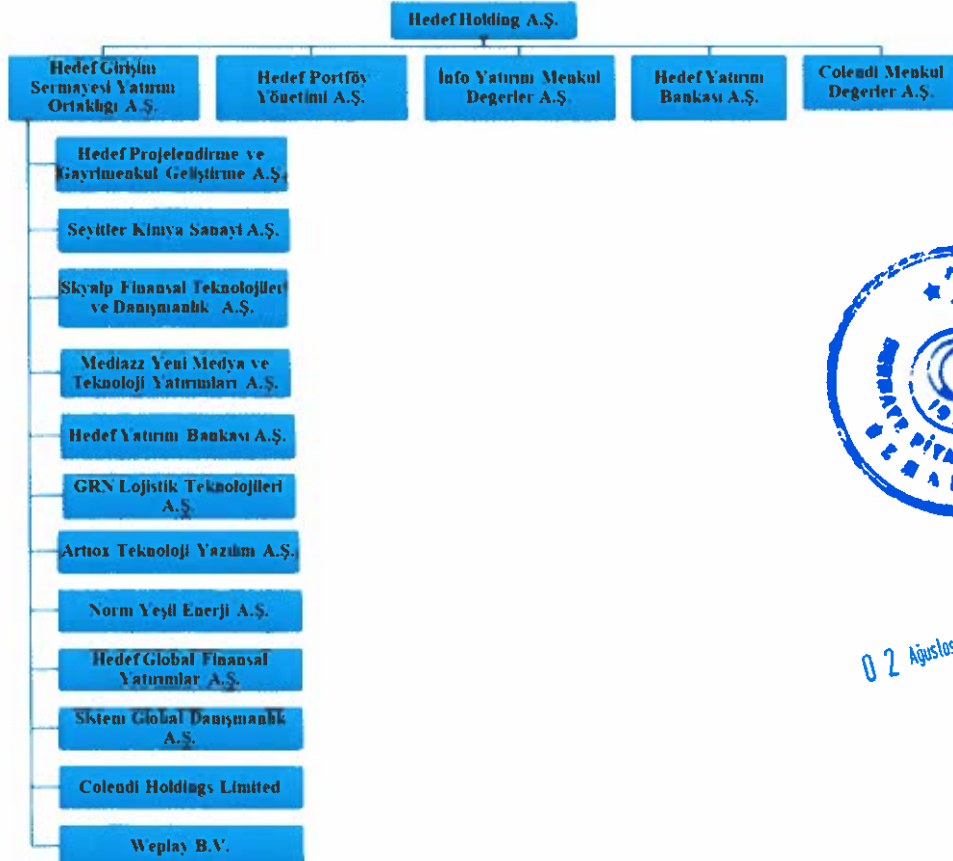 Hedef Holding A.Ş.
Hedef Girişim
Sermayesi Yatırım
Ortaklığı A.Ş.
Hedef Portföy
Yönetimi A.Ş.
İnfo Yatırım Menkul
Değerler A.Ş.
Hedef Yatırım
Bankası A.Ş.
Colendi Menkul
Değerler A.Ş.
Hedef Projelendirme ve
Gayrimenkul Geliştirme A.Ş.
Seyitler Kimya Sanayi A.Ş.
Skyalp Finansal Teknolojiler
ve Danışmanlık A.Ş.
Mediazz Yeni Medya ve
Teknoloji Yatırımları A.Ş.
Hedef Yatırım Bankası A.Ş.
GRN Lojistik Teknolojileri
A.Ş.
Artıox Teknoloji Yazılım A.Ş.
Norm Yeşil Enerji A.Ş.
Hedef Global Finansal
Yatırımlar A.Ş.
Sistem Global Danışmanlık
A.Ş.
Colendi Holdings Limited
Weplay B.V.
02 Ağustos